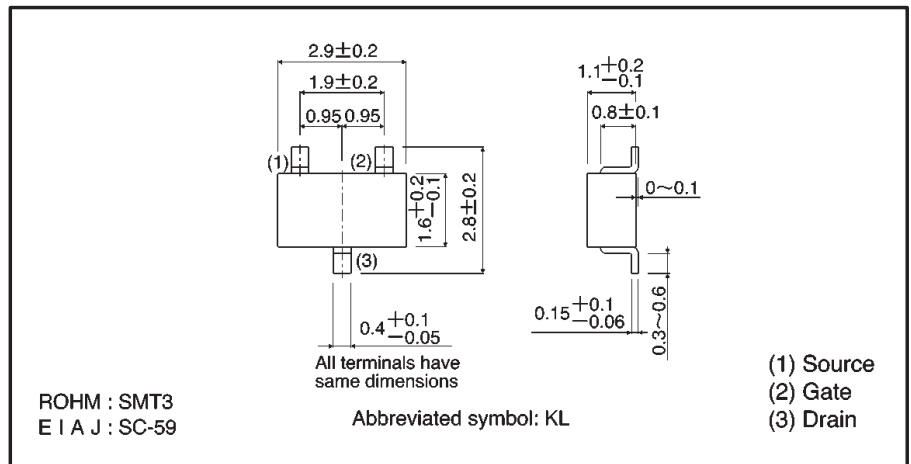 2.9±0.2
1.9±0.2
0.95 0.95
(1)
(2)
(3)
1.6+0.2 −0.1
2.8±0.2
0.4+0.1 −0.05
All terminals have
same dimensions
1.1+0.2 −0.1
0.8±0.1
0~0.1
0.15+0.1 −0.06
0.3~0.6
ROHM : SMT3
E I A J : SC-59
Abbreviated symbol: KL
(1) Source
(2) Gate
(3) Drain